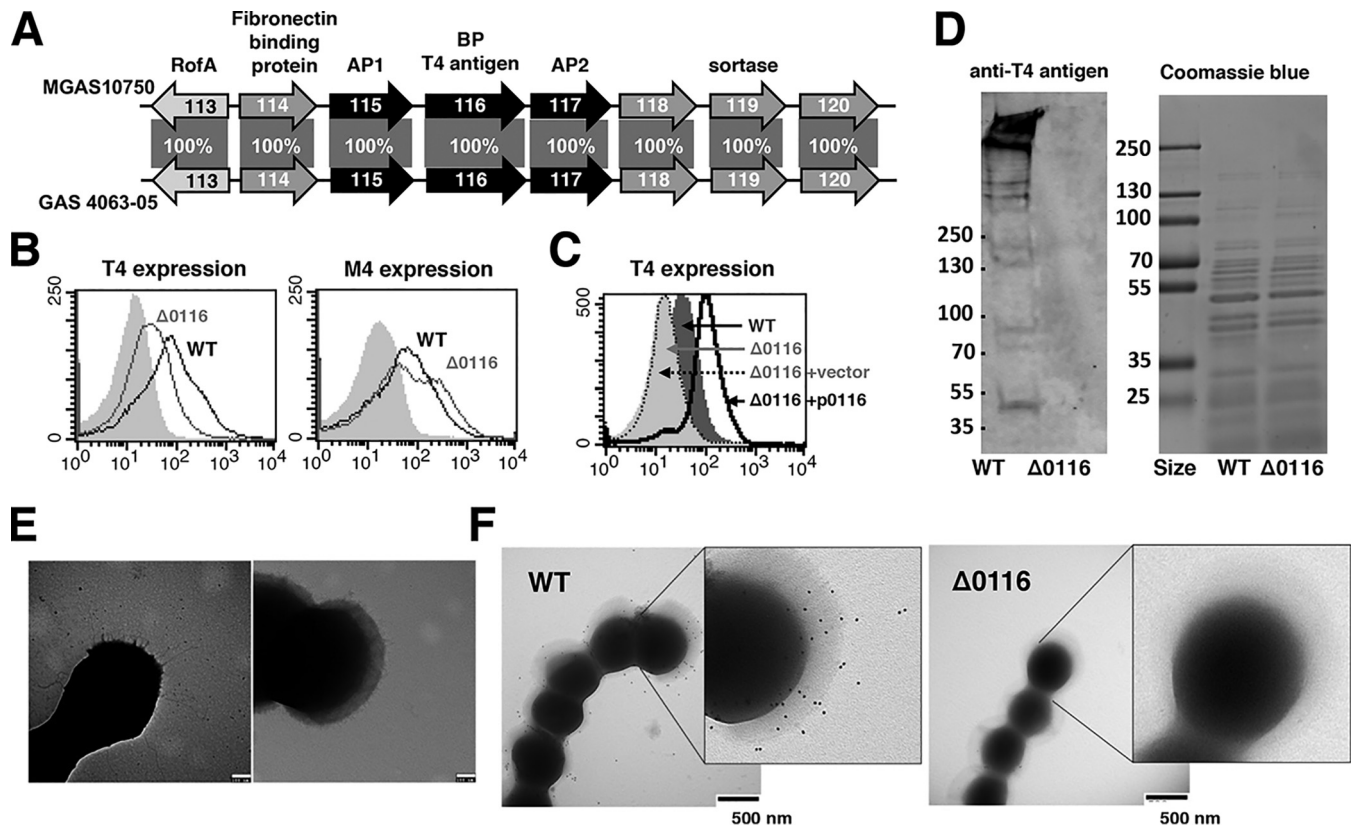 A
Fibronectin
binding
protein
BP
T4 antigen
RofA
AP1
AP2
sortase
MGAS10750
113 114 115 116 117 118 119 120
100% 100% 100% 100% 100% 100% 100% 100%
113 114 115 116 117 118 119 120
GAS 4063-05
B
T4 expression
250
0
Δ0116
WT
10⁰ 10¹ 10² 10³ 10⁴
M4 expression
250
0
WT
Δ0116
10⁰ 10¹ 10² 10³ 10⁴
C
T4 expression
500
0
WT
Δ0116
Δ0116+vector
Δ0116+p0116
10⁰ 10¹ 10² 10³ 10⁴
D
anti-T4 antigen
250
130
100
70
55
35
WT Δ0116
Coomassie blue
250
130
100
70
55
35
25
Size WT Δ0116
E
F
WT
500 nm
Δ0116
500 nm